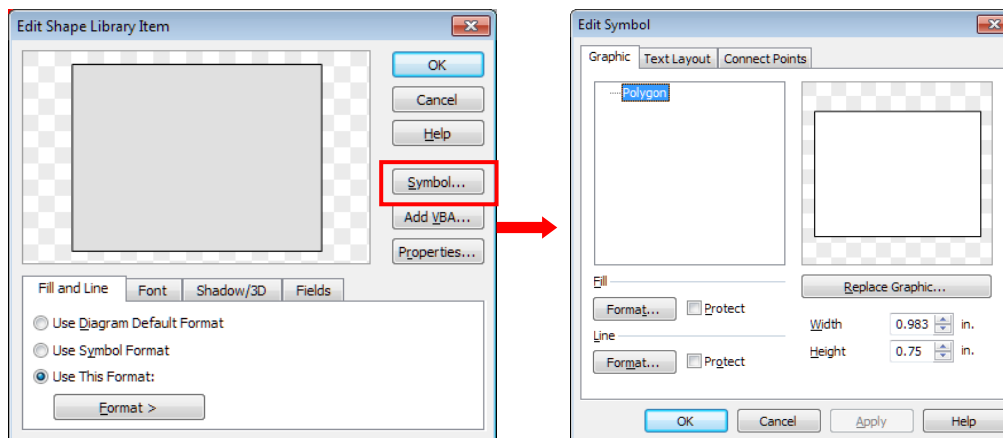 Edit Shape Library Item
OK
Cancel
Help
Symbol...
Add VBA...
Properties...
Fill and Line Font Shadow/3D Fields
Use Diagram Default Format
Use Symbol Format
Use This Format:
Format >
Edit Symbol
Graphic Text Layout Connect Points
Polygon
Fill
Format... Protect
Line
Format... Protect
Replace Graphic...
Width 0.983 in.
Height 0.75 in.
OK Cancel Apply Help